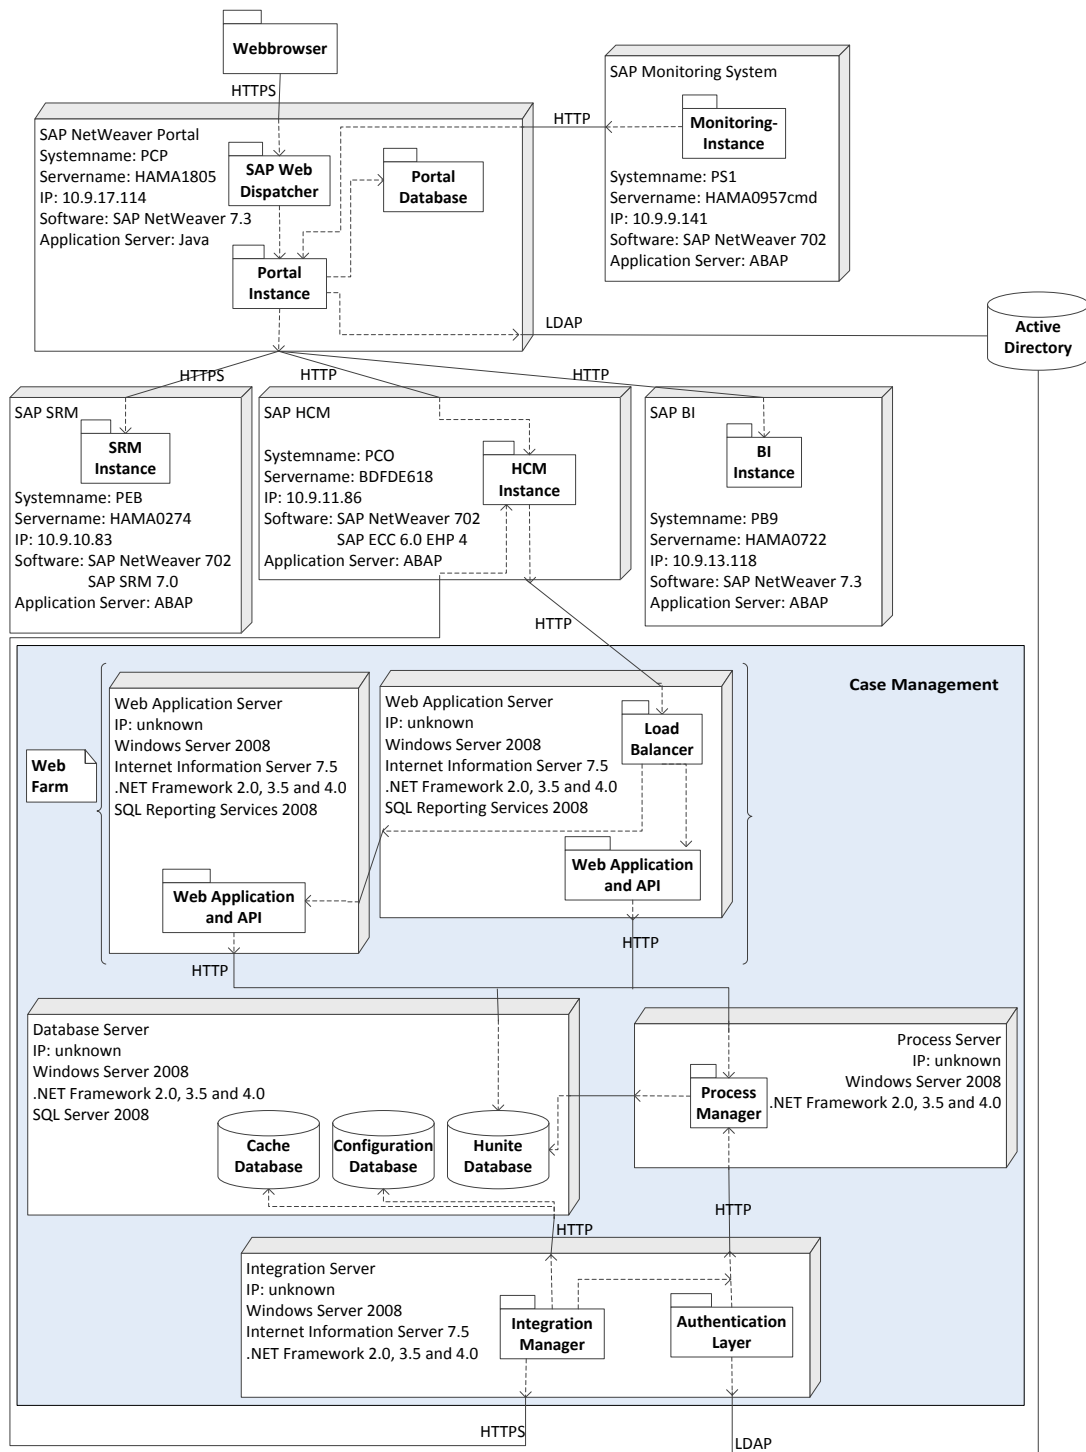 Webbrowser
HTTPS
SAP NetWeaver Portal
Systemname: PCP
Servername: HAMA1805
IP: 10.9.17.114
Software: SAP NetWeaver 7.3
Application Server: Java
SAP Web
Dispatcher
Portal
Database
Portal
Instance
HTTP
SAP Monitoring System
Monitoring-
Instance
Systemname: PS1
Servername: HAMA0957cmd
IP: 10.9.9.141
Software: SAP NetWeaver 702
Application Server: ABAP
LDAP
Active
Directory
HTTPS
HTTP
HTTP
SAP SRM
SRM
Instance
Systemname: PEB
Servername: HAMA0274
IP: 10.9.10.83
Software: SAP NetWeaver 702
SAP SRM 7.0
Application Server: ABAP
SAP HCM
HCM
Instance
Systemname: PCO
Servername: BDFDE618
IP: 10.9.11.86
Software: SAP NetWeaver 702
SAP ECC 6.0 EHP 4
Application Server: ABAP
SAP BI
BI
Instance
Systemname: PB9
Servername: HAMA0722
IP: 10.9.13.118
Software: SAP NetWeaver 7.3
Application Server: ABAP
HTTP
Case Management
Web
Farm
Web Application Server
IP: unknown
Windows Server 2008
Internet Information Server 7.5
.NET Framework 2.0, 3.5 and 4.0
SQL Reporting Services 2008
Web Application
and API
Web Application Server
IP: unknown
Windows Server 2008
Internet Information Server 7.5
.NET Framework 2.0, 3.5 and 4.0
SQL Reporting Services 2008
Load
Balancer
Web Application
and API
HTTP
HTTP
Database Server
IP: unknown
Windows Server 2008
.NET Framework 2.0, 3.5 and 4.0
SQL Server 2008
Cache
Database
Configuration
Database
Hunite
Database
Process Server
IP: unknown
Windows Server 2008
.NET Framework 2.0, 3.5 and 4.0
Process
Manager
HTTP
HTTP
Integration Server
IP: unknown
Windows Server 2008
Internet Information Server 7.5
.NET Framework 2.0, 3.5 and 4.0
Integration
Manager
Authentication
Layer
HTTPS
LDAP